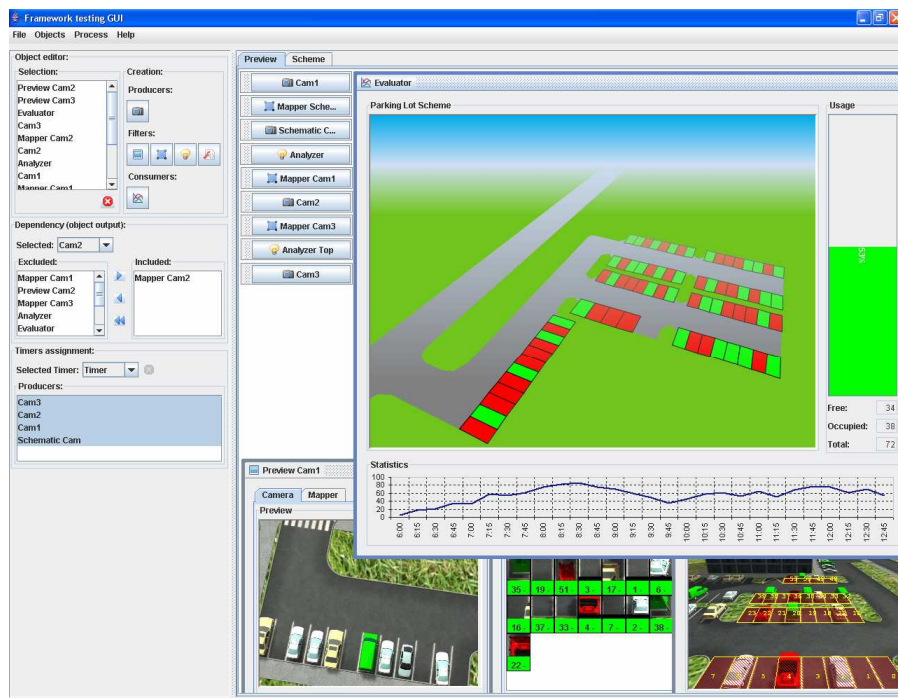 Framework testing GUI
File Objects Process Help
Object editor:
Selection:
Preview Cam2
Preview Cam3
Evaluator
Cam3
Mapper Cam2
Cam2
Analyzer
Cam1
Mapper Cam1
Creation:
Producers:
Filters:
Consumers:
Dependency (object output):
Selected: Cam2
Excluded:
Mapper Cam1
Preview Cam2
Mapper Cam3
Analyzer
Evaluator
Included:
Mapper Cam2
Timers assignment:
Selected Timer: Timer
Producers:
Cam3
Cam2
Cam1
Schematic Cam
Preview Scheme
Cam1
Mapper Sche...
Schematic C...
Analyzer
Mapper Cam1
Cam2
Mapper Cam3
Analyzer Top
Cam3
Evaluator
Parking Lot Scheme
Usage
53%
Free: 34
Occupied: 38
Total: 72
Statistics
100
80
60
40
20
0
6:00 6:15 6:30 6:45 7:00 7:15 7:30 7:45 8:00 8:15 8:30 8:45 9:00 9:15 9:30 9:45 10:00 10:15 10:30 10:45 11:00 11:15 11:30 11:45 12:00 12:15 12:30 12:45
Preview Cam1
Camera Mapper
Preview
35 - 19 - 51 3 - 17 - 1 - 6 -
16 - 37 - 33 - 4 - 7 - 2 - 38 -
22 -
7 5 4 3 1